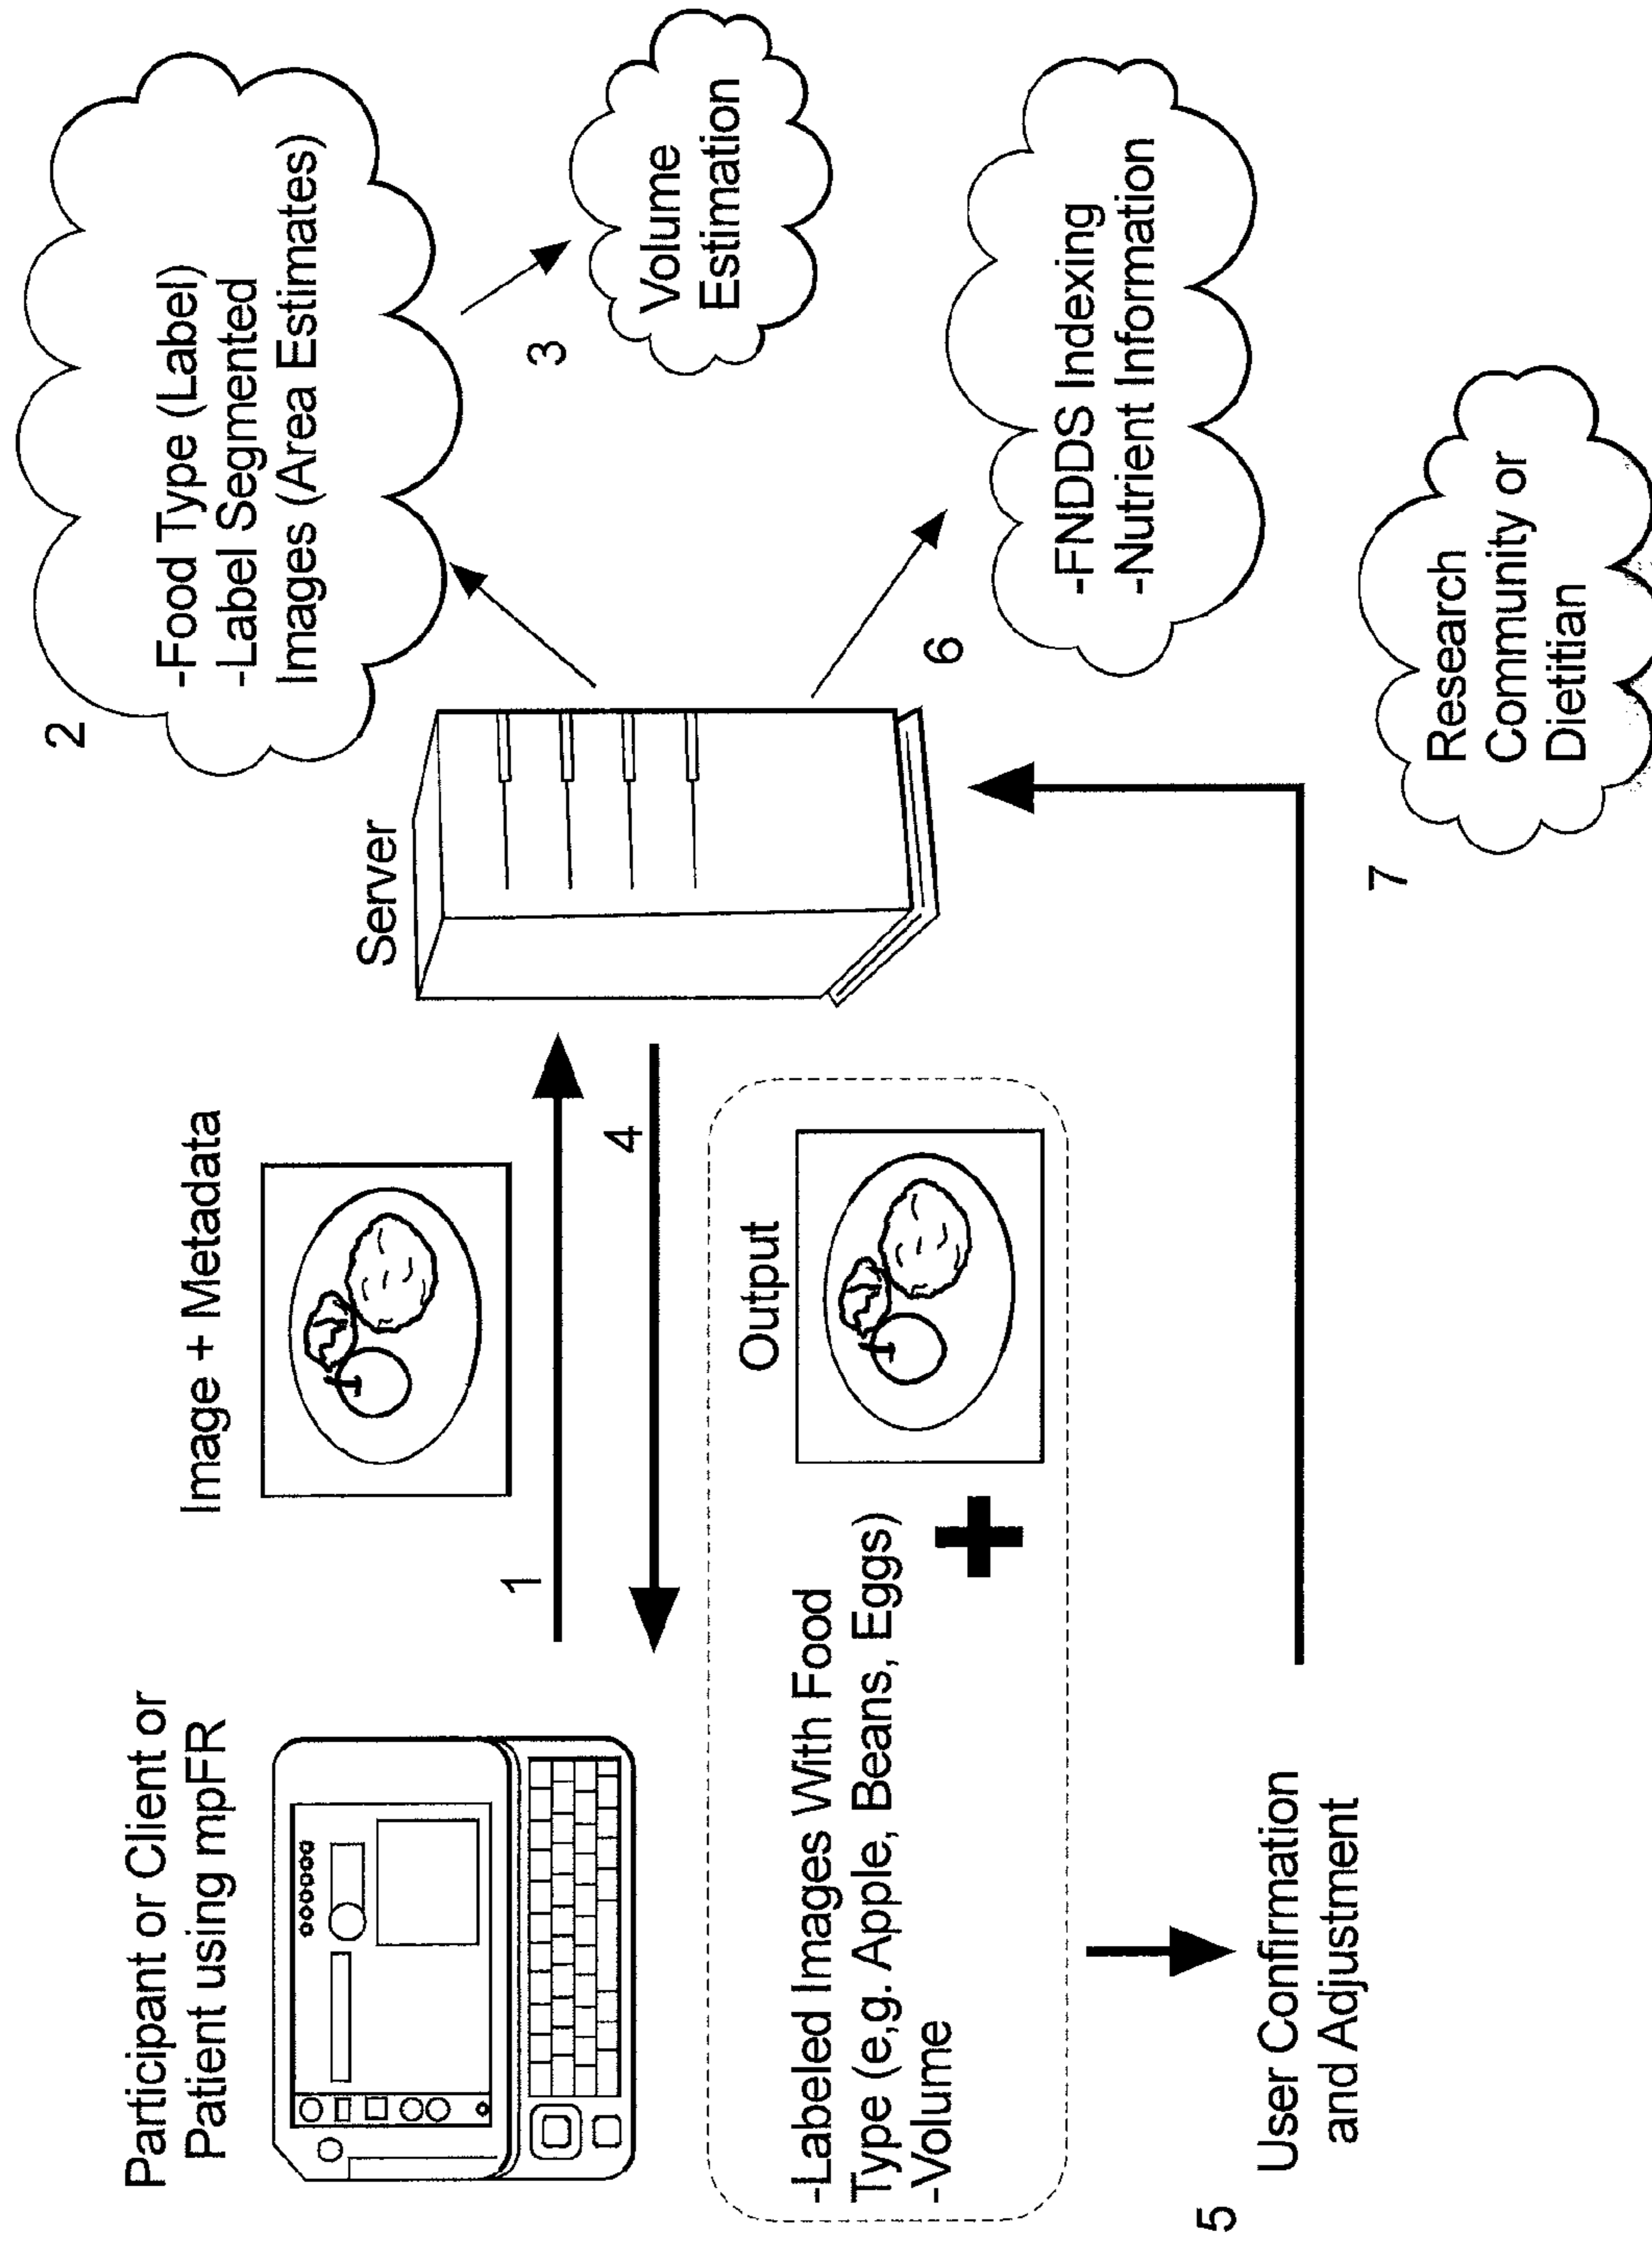 Participant or Client or
Patient using mpFR
Image + Metadata
1
Server
2
-Food Type (Label)
-Label Segmented
Images (Area Estimates)
3
Volume
Estimation
4
Output
-Labeled Images With Food
Type (e,g. Apple, Beans, Eggs)
-Volume
+
5
User Confirmation
and Adjustment
6
-FNDDS Indexing
-Nutrient Information
7
Research
Community or
Dietitian